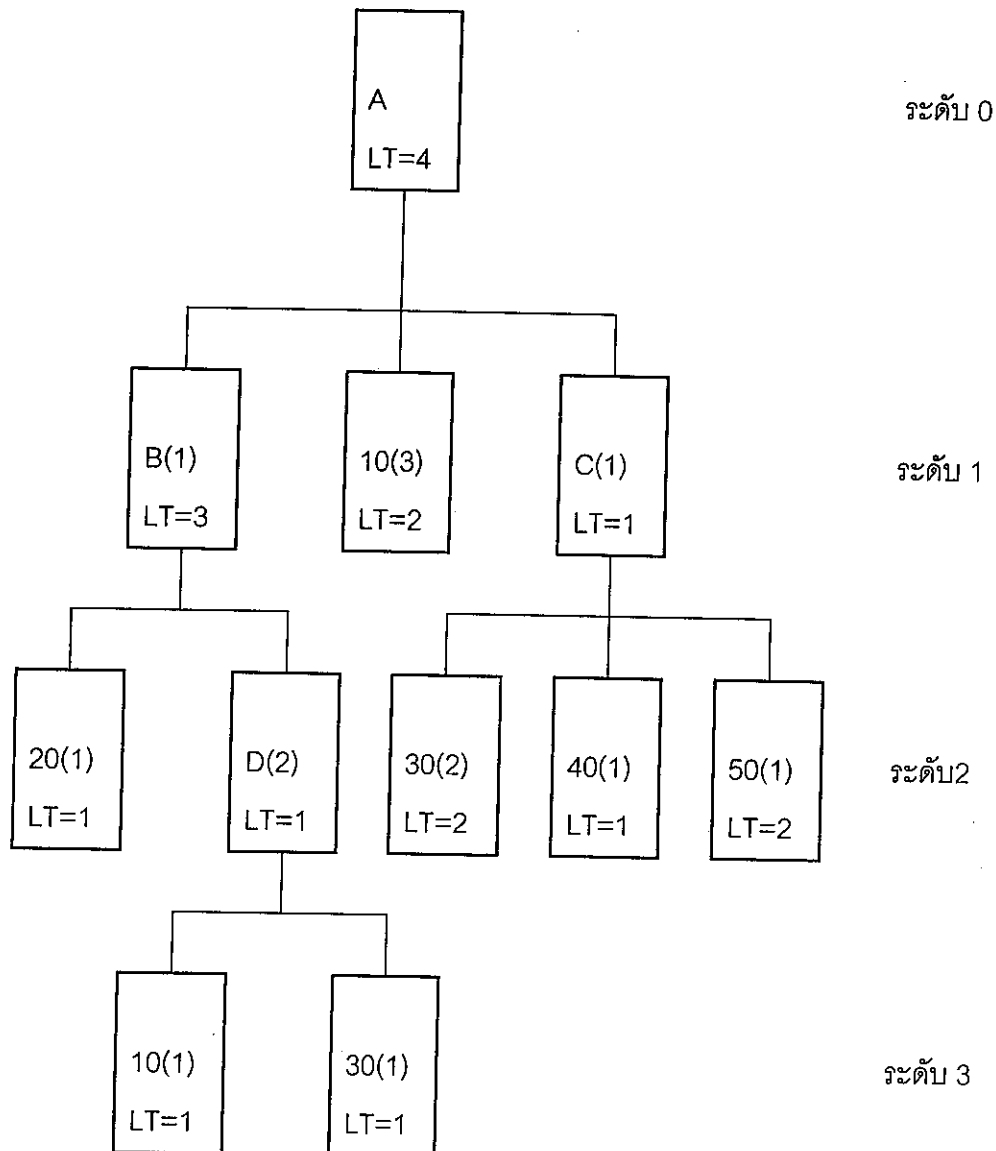 A
LT=4
ระดับ 0
B(1)
LT=3
10(3)
LT=2
C(1)
LT=1
ระดับ 1
20(1)
LT=1
D(2)
LT=1
30(2)
LT=2
40(1)
LT=1
50(1)
LT=2
ระดับ2
10(1)
LT=1
30(1)
LT=1
ระดับ 3